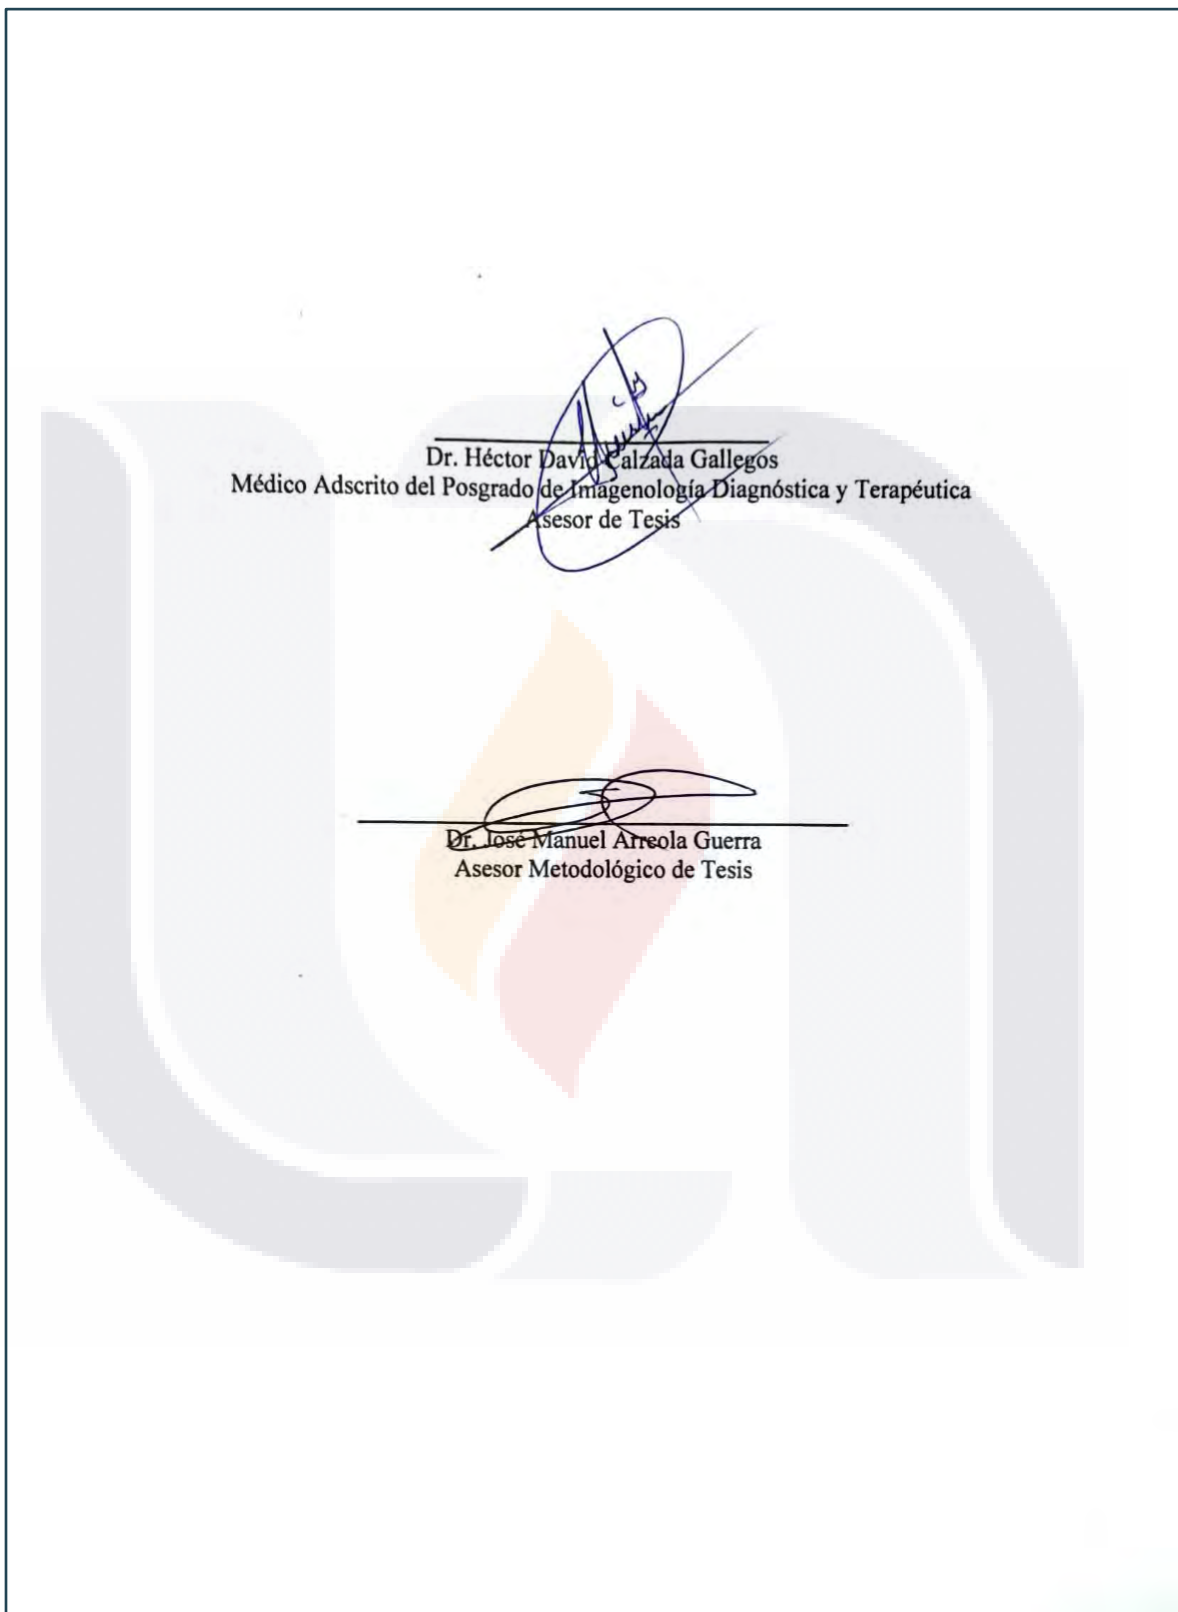 Dr. Héctor David Calzada Gallegos
Médico Adscrito del Posgrado de Imagenología Diagnóstica y Terapéutica
Asesor de Tesis
Dr. José Manuel Arreola Guerra
Asesor Metodológico de Tesis